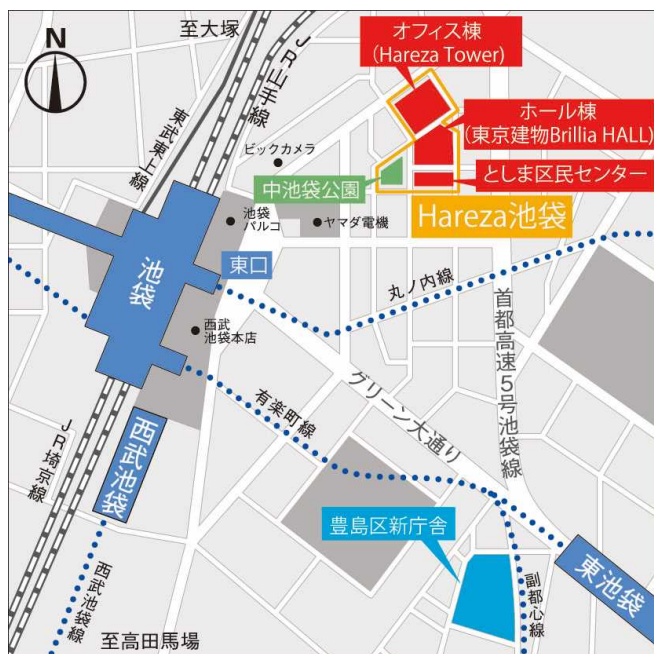 至大塚
N
JR山手線
東武東上線
オフィス棟
(Hareza Tower)
ホール棟
(東京建物Brillia HALL)
としま区民センター
ビックカメラ
中池袋公園
Hareza池袋
池袋
パルコ
ヤマダ電機
東口
池袋
丸ノ内線
西武
池袋本店
首都高速5号池袋線
グリーン大通り
有楽町線
JR埼京線
西武池袋
豊島区新庁舎
東池袋
副都心線
西武池袋線
至高田馬場